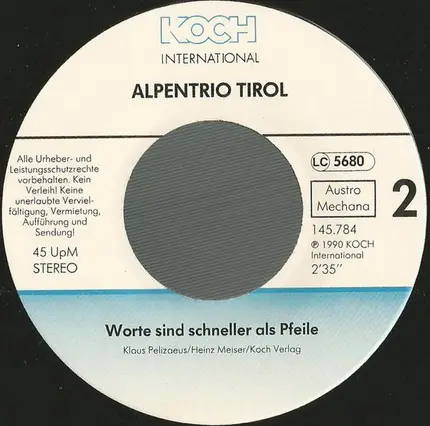 KOCH
INTERNATIONAL
ALPENTRIO TIROL
Alle Urheber- und
Leistungsschutzrechte
vorbehalten. Kein
Verleih! Keine
unerlaubte Verviel-
fältigung, Vermietung,
Aufführung und
Sendung!
45 UpM
STEREO
LC 5680
Austro
Mechana
2
145.784
℗ 1990 KOCH
International
2'35"
Worte sind schneller als Pfeile
Klaus Pelizaeus/Heinz Meiser/Koch Verlag